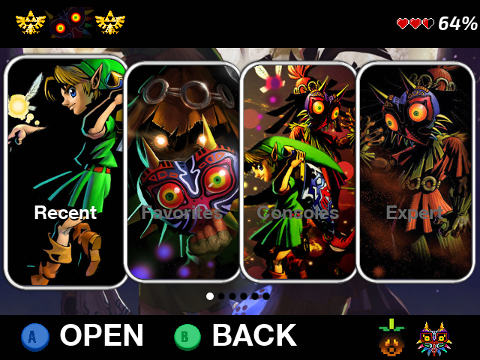 64%
Recent
Favorites
Consoles
Expert
A OPEN
B BACK